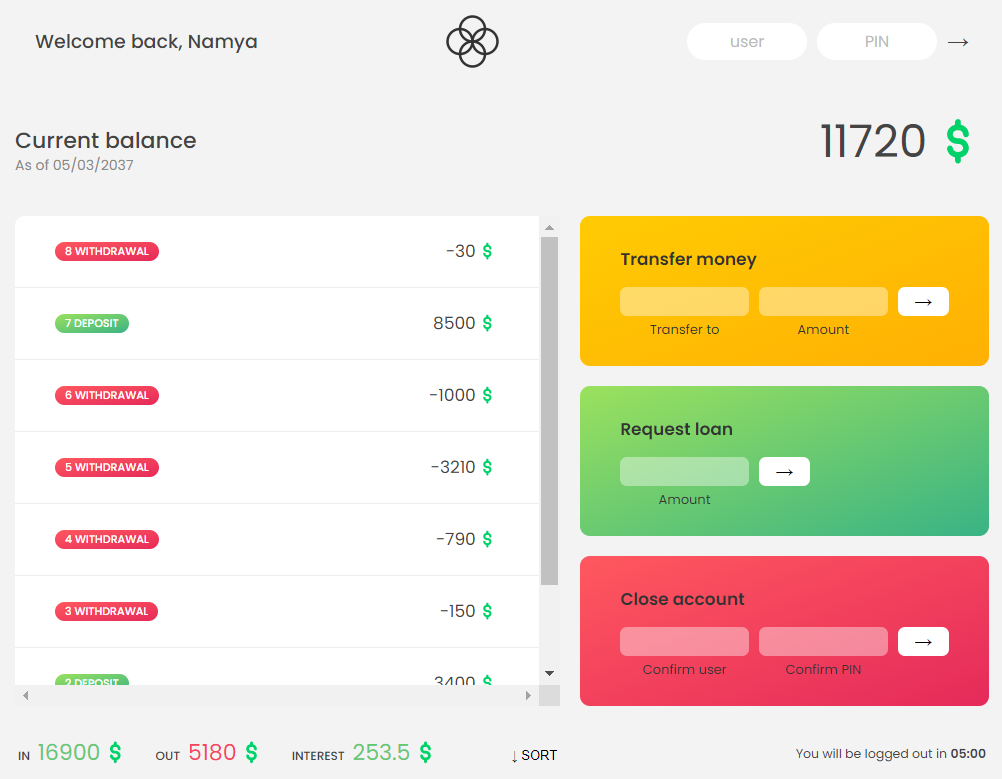 Welcome back, Namya
user
PIN
→
Current balance
As of 05/03/2037
11720 $
8 WITHDRAWAL
-30 $
7 DEPOSIT
8500 $
6 WITHDRAWAL
-1000 $
5 WITHDRAWAL
-3210 $
4 WITHDRAWAL
-790 $
3 WITHDRAWAL
-150 $
2 DEPOSIT
3400 $
Transfer money
→
Transfer to
Amount
Request loan
→
Amount
Close account
→
Confirm user
Confirm PIN
IN 16900 $
OUT 5180 $
INTEREST 253.5 $
↓ SORT
You will be logged out in 05:00